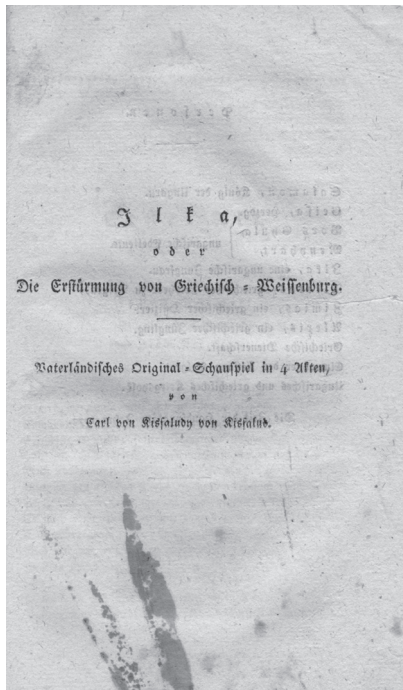 Ilka,
oder
Die Erstürmung von Griechisch-Weissenburg.
Vaterländisches Original-Schauspiel in 4 Akten,
von
Carl von Kisfaludy von Kisfalud.